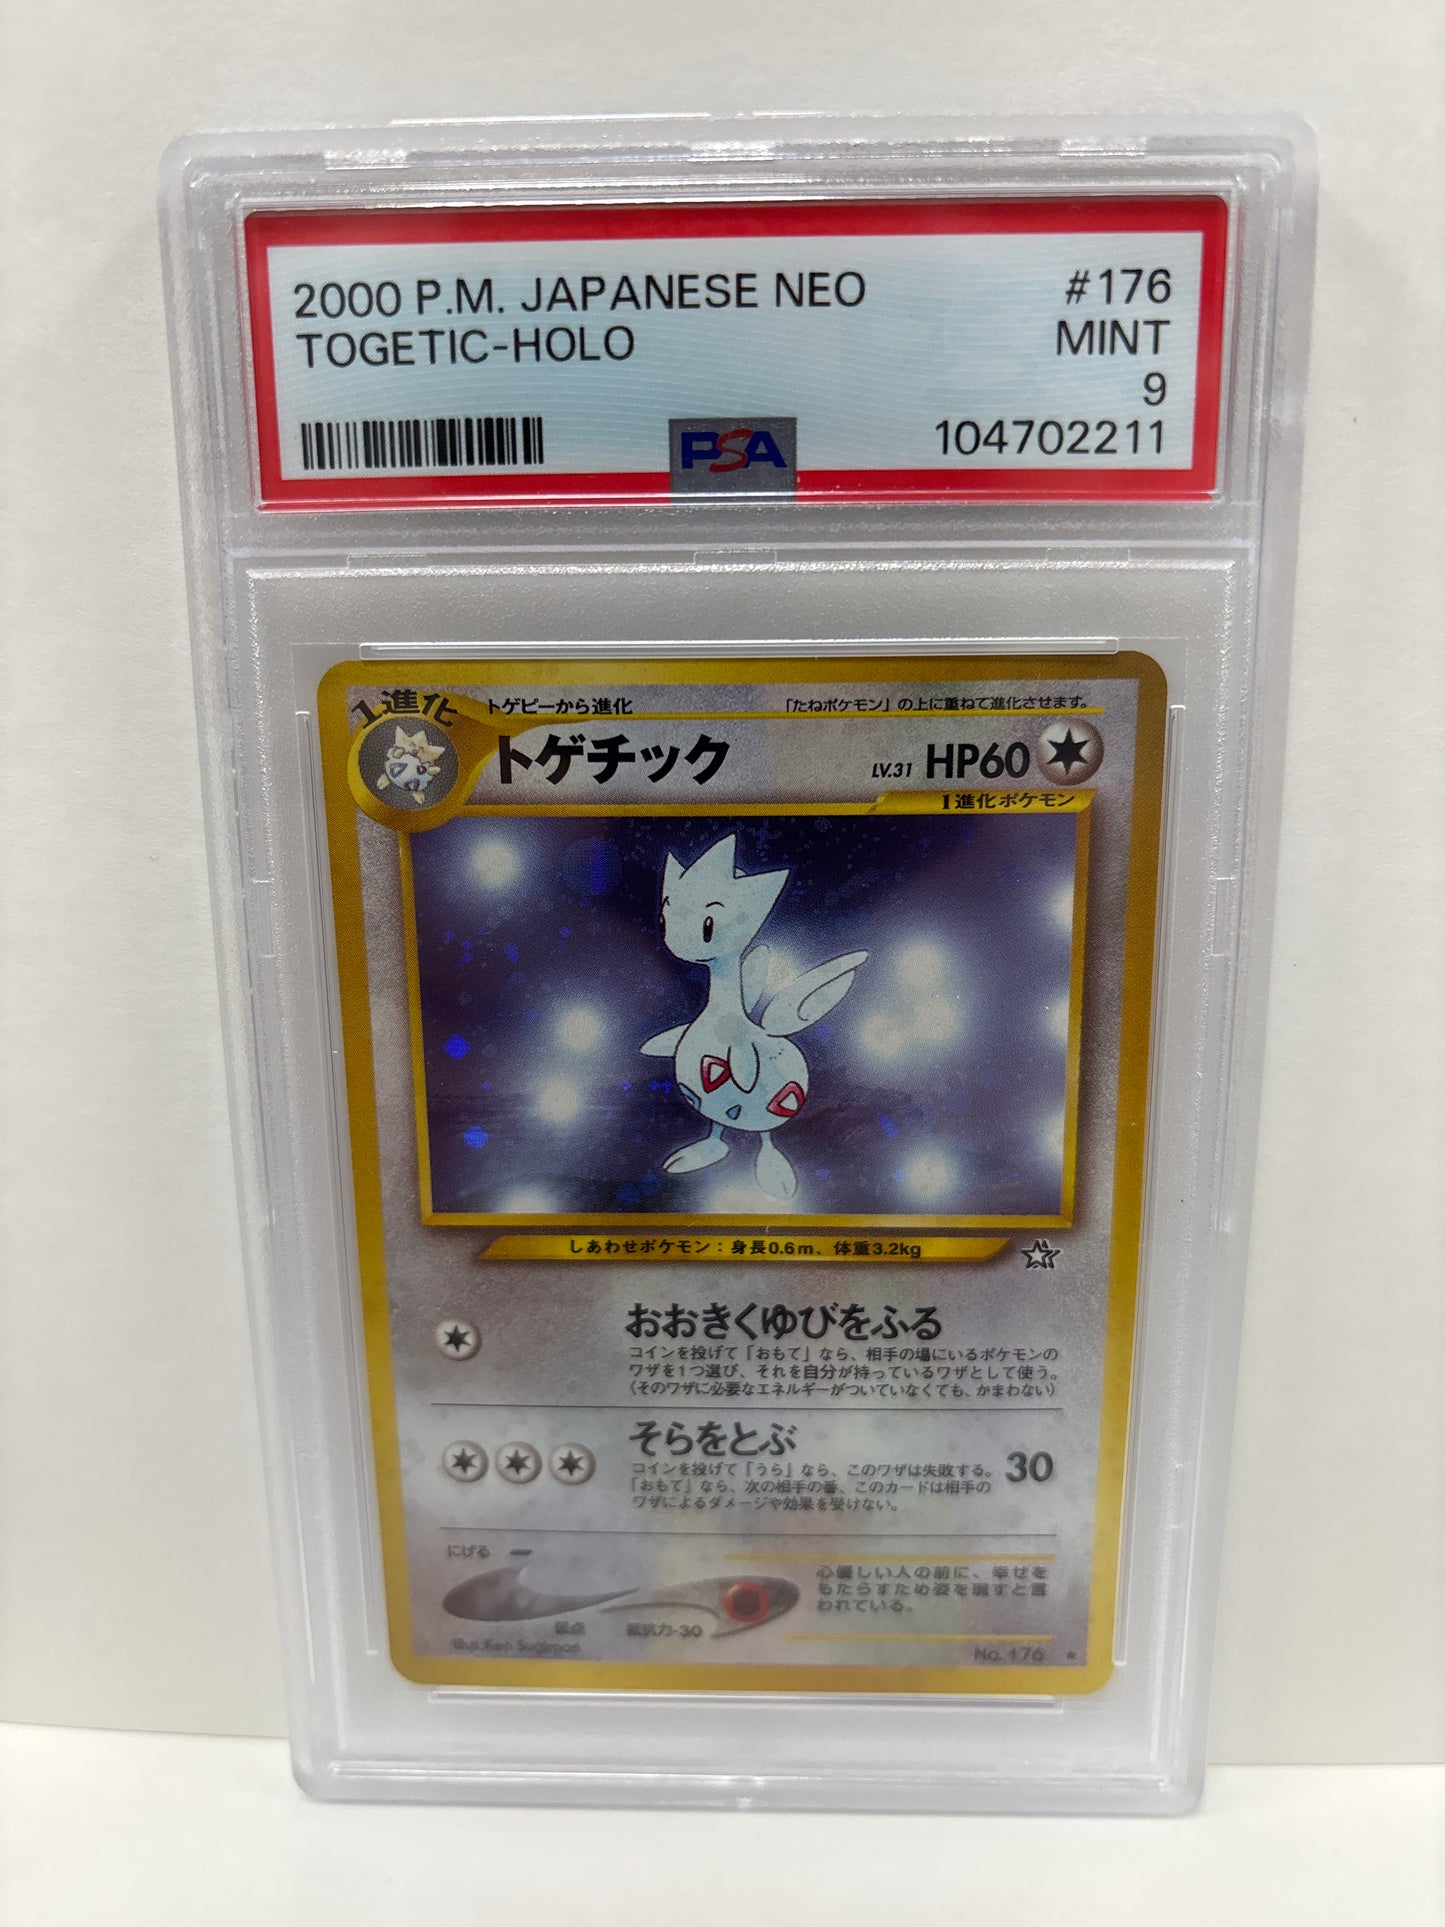 2000 P.M. JAPANESE NEO #176
TOGETIC-HOLO MINT
9
PSA 104702211
1進化
トゲピーから進化 「たねポケモン」の上に重ねて進化させます。
トゲチック LV.31 HP60
1進化ポケモン
しあわせポケモン:身長0.6m、体重3.2kg
おおきくゆびをふる
コインを投げて「おもて」なら、相手の場にいるポケモンの
ワザを1つ選び、それを自分が持っているワザとして使う。
(そのワザに必要なエネルギーがついていなくても、かまわない)
そらをとぶ 30
コインを投げて「うら」なら、このワザは失敗する。
「おもて」なら、次の相手の番、このカードは相手の
ワザによるダメージや効果を受けない。
にげる
心優しい人の前に、幸せを
もたらすため姿を現すと言
われている。
弱点 抵抗力-30
Illus. Ken Sugimori No. 176 ★